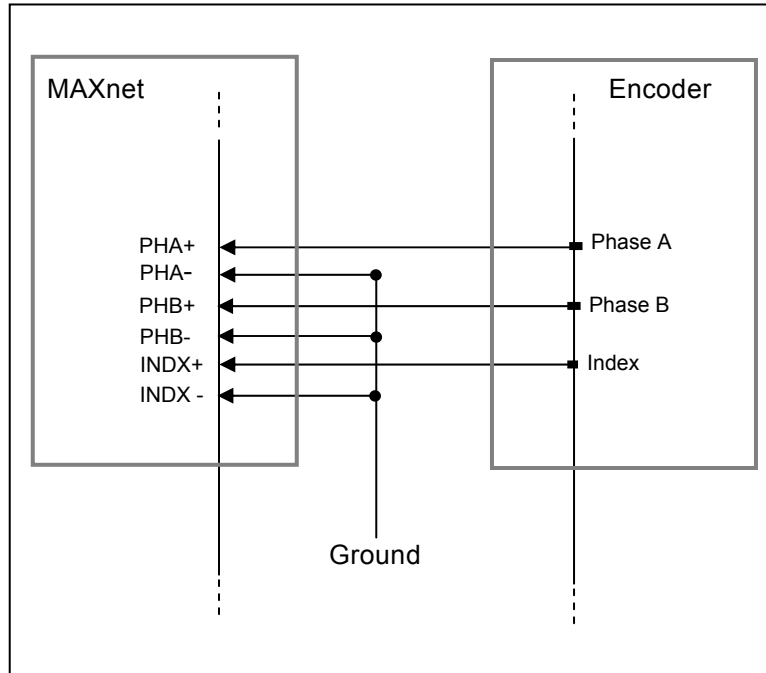 MAXnet
Encoder
PHA+
Phase A
PHA-
PHB+
Phase B
PHB-
INDX+
Index
INDX -
Ground